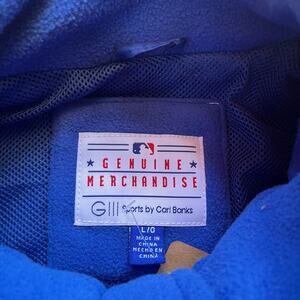 GENUINE
MERCHANDISE
GIII Sports by Carl Banks
L/G
MADE IN
CHINA
HECHO EN
CHINA